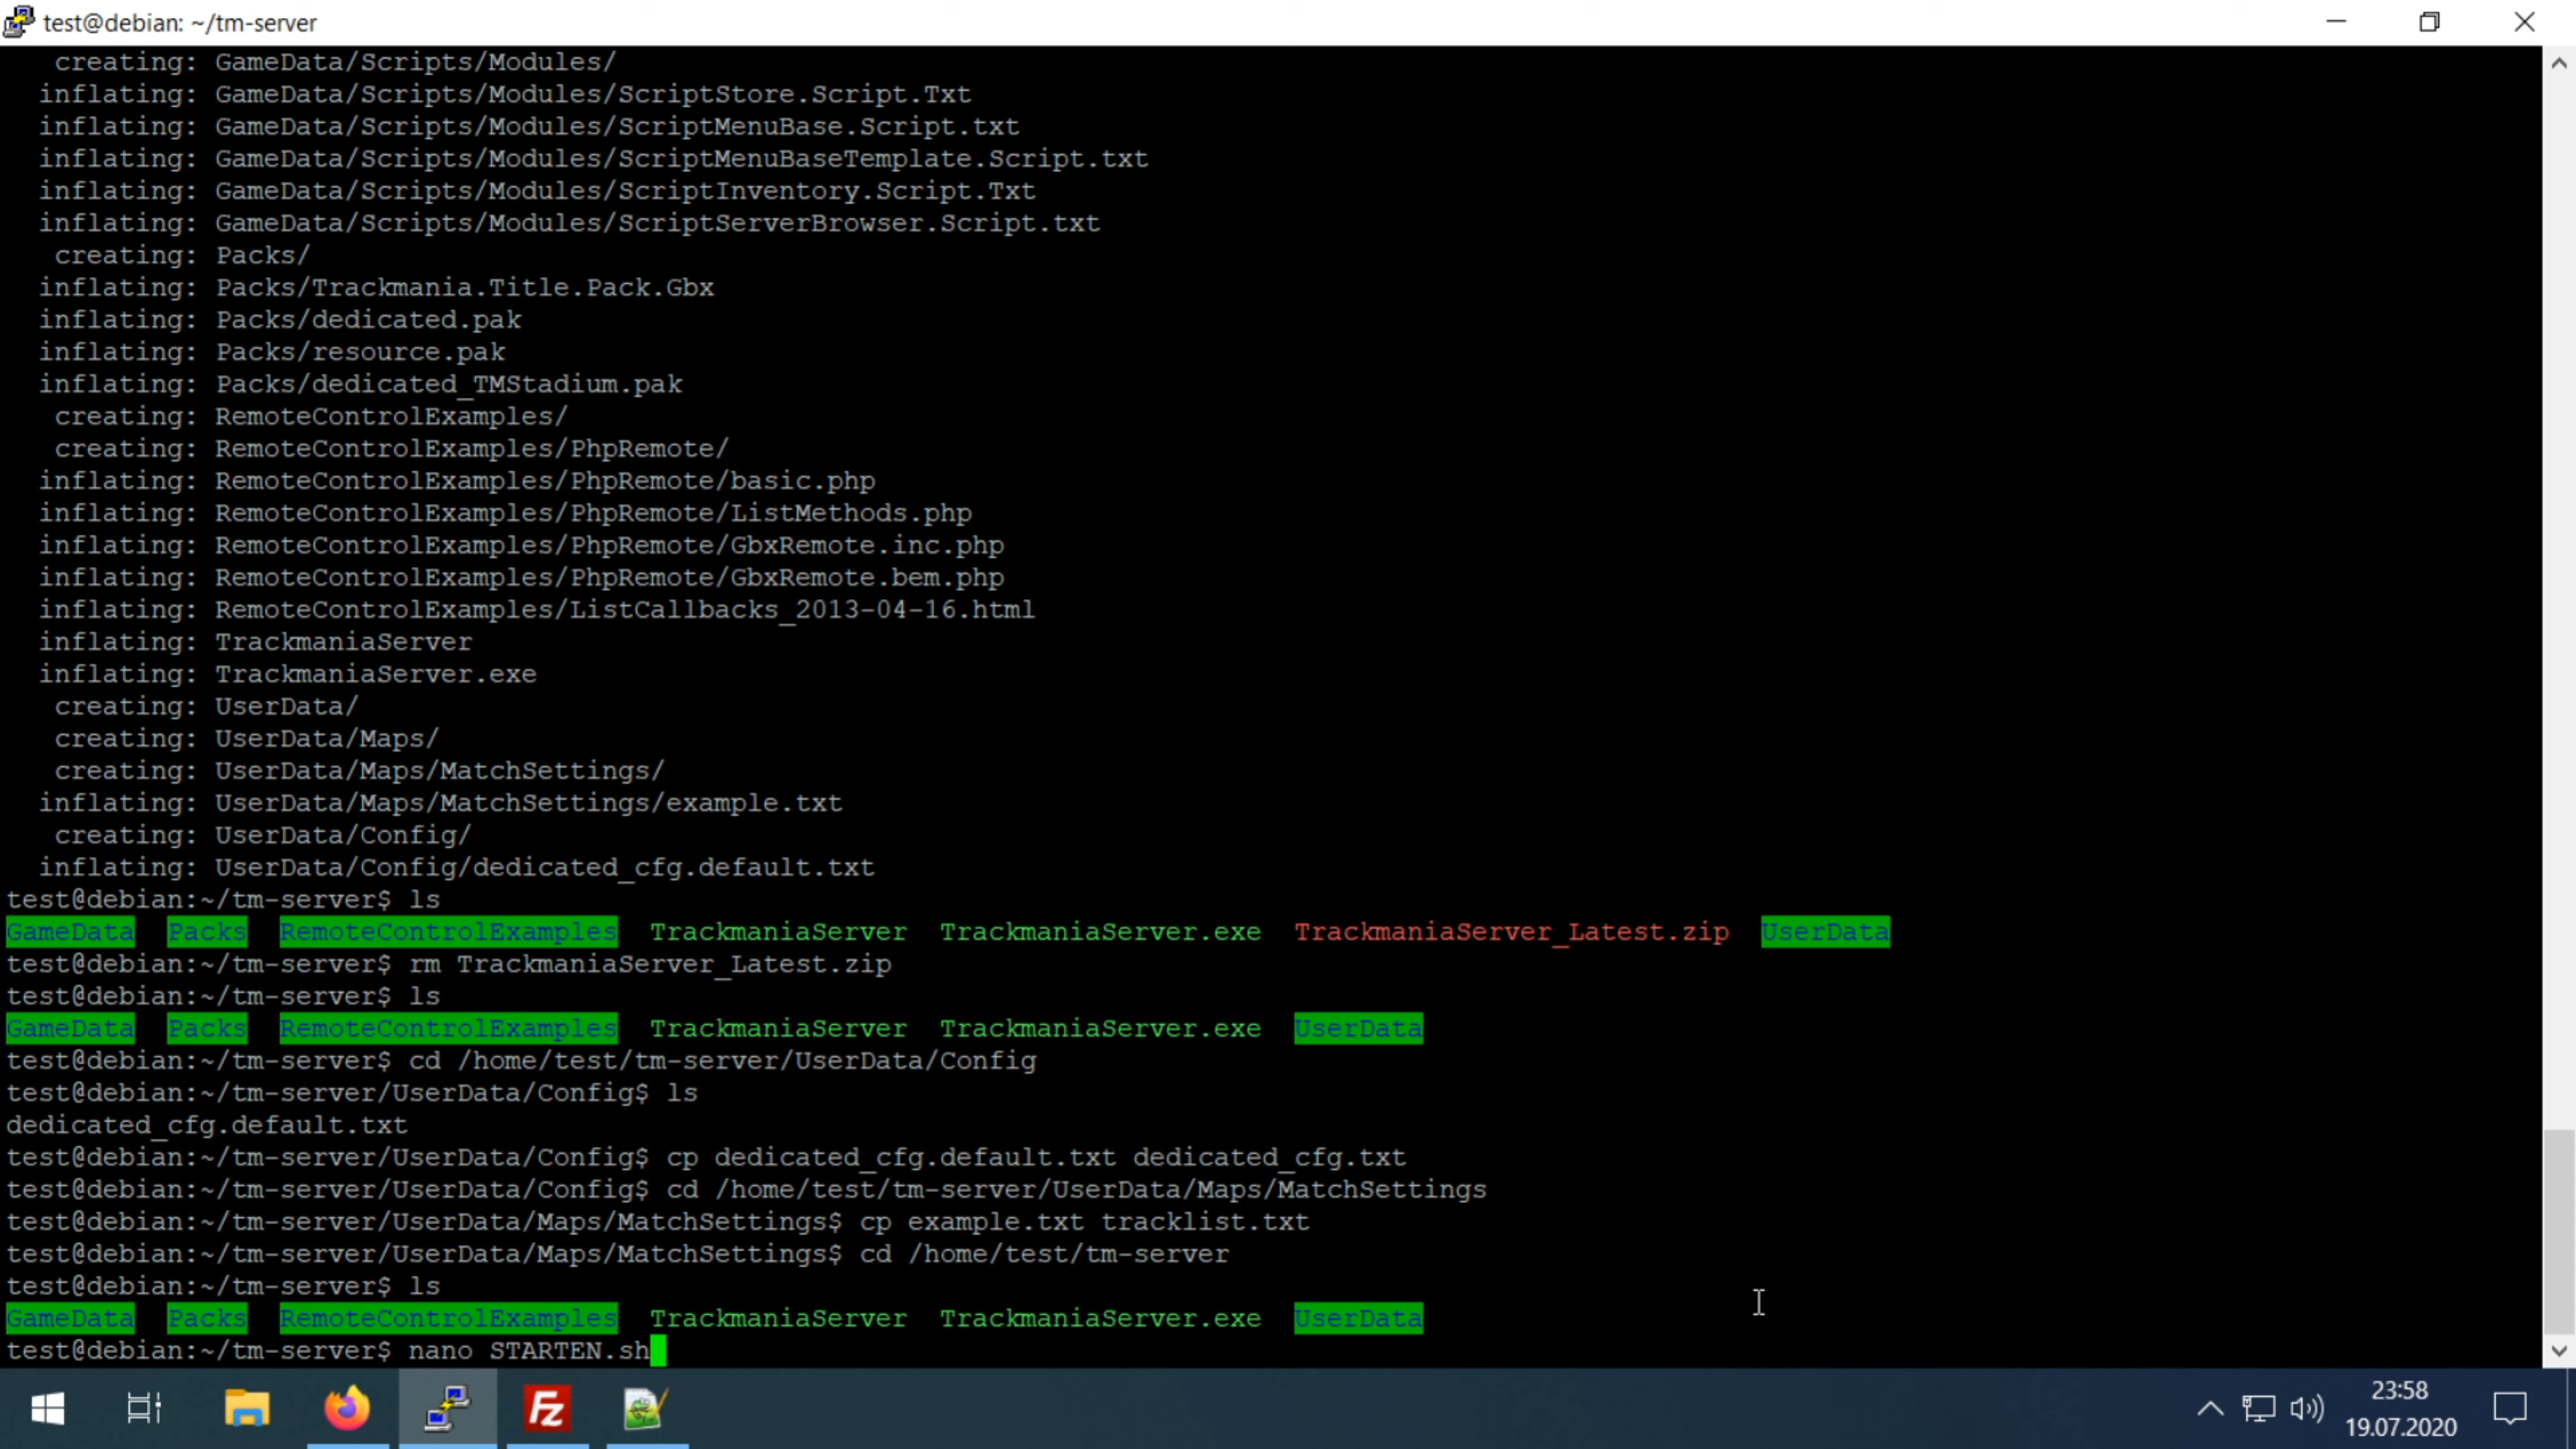 test@debian: ~/tm-server
creating: GameData/Scripts/Modules/
inflating: GameData/Scripts/Modules/ScriptStore.Script.Txt
inflating: GameData/Scripts/Modules/ScriptMenuBase.Script.txt
inflating: GameData/Scripts/Modules/ScriptMenuBaseTemplate.Script.txt
inflating: GameData/Scripts/Modules/ScriptInventory.Script.Txt
inflating: GameData/Scripts/Modules/ScriptServerBrowser.Script.txt
creating: Packs/
inflating: Packs/Trackmania.Title.Pack.Gbx
inflating: Packs/dedicated.pak
inflating: Packs/resource.pak
inflating: Packs/dedicated_TMStadium.pak
creating: RemoteControlExamples/
creating: RemoteControlExamples/PhpRemote/
inflating: RemoteControlExamples/PhpRemote/basic.php
inflating: RemoteControlExamples/PhpRemote/ListMethods.php
inflating: RemoteControlExamples/PhpRemote/GbxRemote.inc.php
inflating: RemoteControlExamples/PhpRemote/GbxRemote.bem.php
inflating: RemoteControlExamples/ListCallbacks_2013-04-16.html
inflating: TrackmaniaServer
inflating: TrackmaniaServer.exe
creating: UserData/
creating: UserData/Maps/
creating: UserData/Maps/MatchSettings/
inflating: UserData/Maps/MatchSettings/example.txt
creating: UserData/Config/
inflating: UserData/Config/dedicated_cfg.default.txt
test@debian:~/tm-server$ ls
GameData Packs RemoteControlExamples TrackmaniaServer TrackmaniaServer.exe TrackmaniaServer_Latest.zip UserData
test@debian:~/tm-server$ rm TrackmaniaServer_Latest.zip
test@debian:~/tm-server$ ls
GameData Packs RemoteControlExamples TrackmaniaServer TrackmaniaServer.exe UserData
test@debian:~/tm-server$ cd /home/test/tm-server/UserData/Config
test@debian:~/tm-server/UserData/Config$ ls
dedicated_cfg.default.txt
test@debian:~/tm-server/UserData/Config$ cp dedicated_cfg.default.txt dedicated_cfg.txt
test@debian:~/tm-server/UserData/Config$ cd /home/test/tm-server/UserData/Maps/MatchSettings
test@debian:~/tm-server/UserData/Maps/MatchSettings$ cp example.txt tracklist.txt
test@debian:~/tm-server/UserData/Maps/MatchSettings$ cd /home/test/tm-server
test@debian:~/tm-server$ ls
GameData Packs RemoteControlExamples TrackmaniaServer TrackmaniaServer.exe UserData
test@debian:~/tm-server$ nano STARTEN.sh
Fz
23:58
19.07.2020